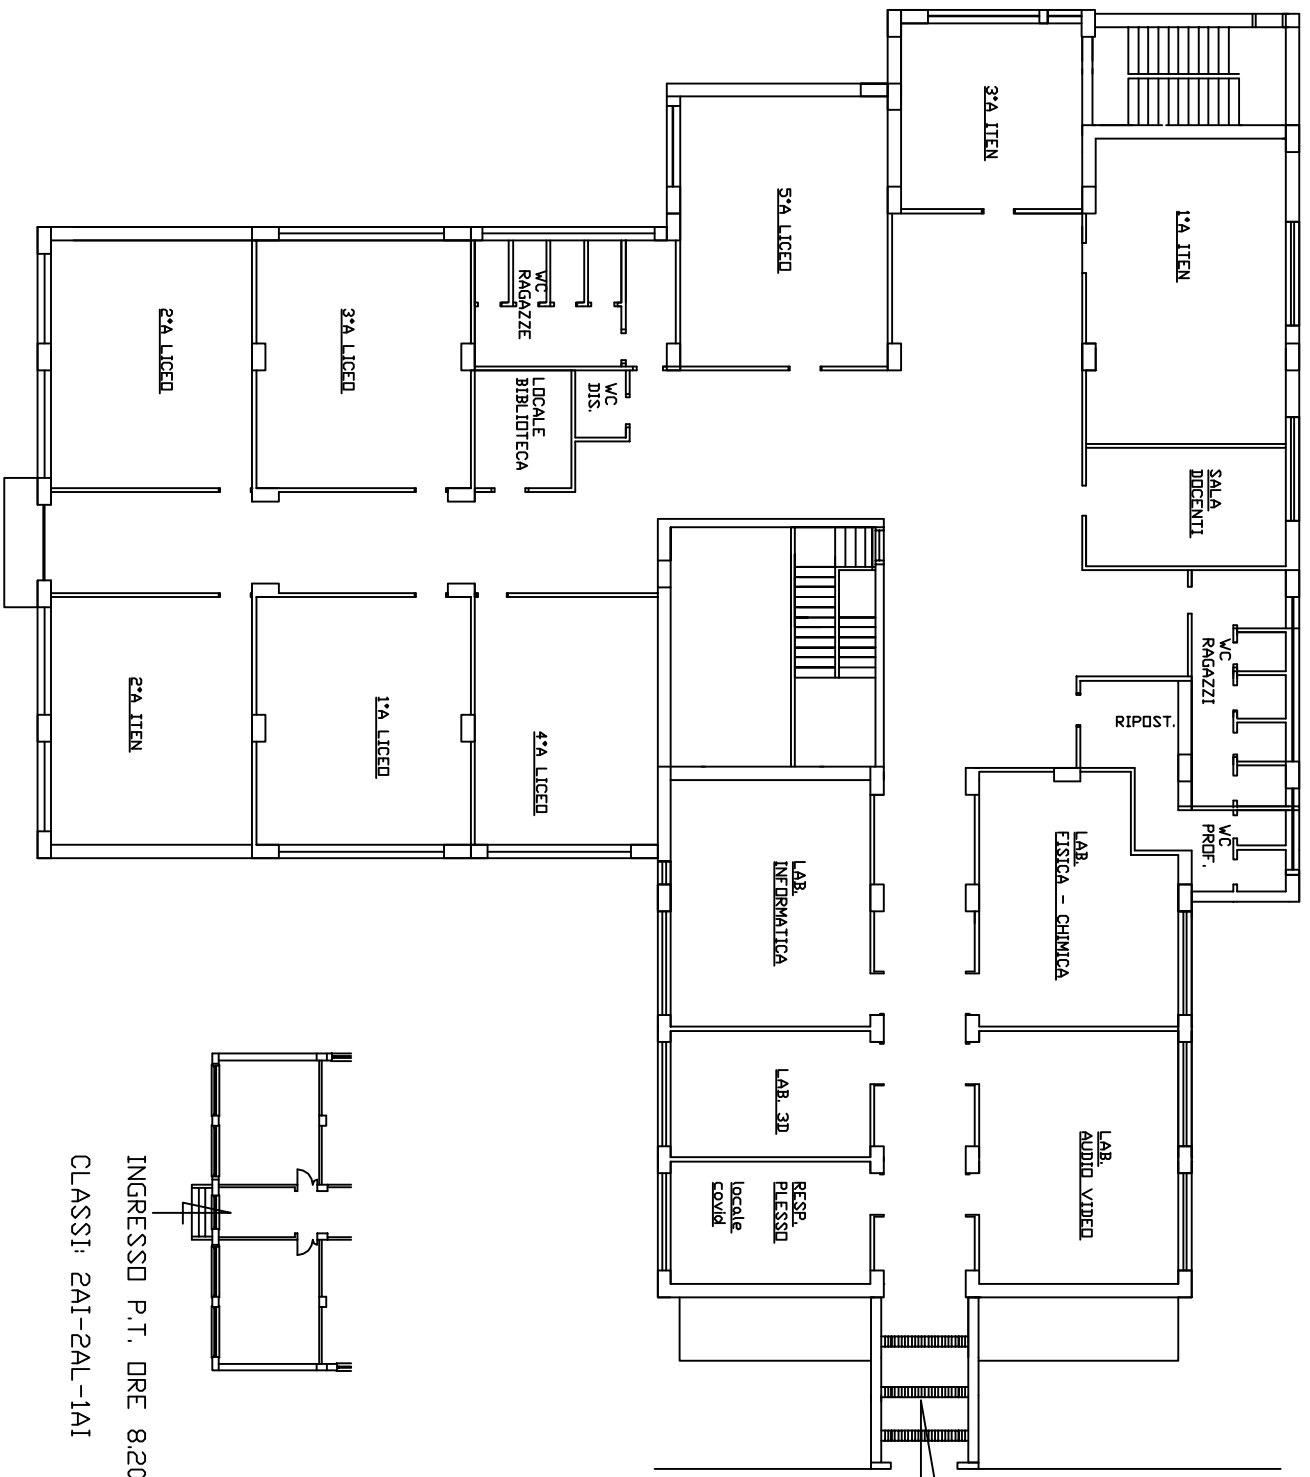 3°A ITEN
1°A ITEN
5°A LICEO
SALA
DOCENTI
WC
RAGAZZE
3°A LICEO
2°A LICEO
WC
DIS.
LOCALE
BIBLIOTECA
WC
RAGAZZI
RIPOST.
WC
PROF.
2°A ITEN
1°A LICEO
4°A LICEO
LAB.
INFORMATICA
LAB.
FISICA - CHIMICA
LAB. 3D
LAB.
AUDIO VIDEO
RESP.
PLESSO
locale
covid
INGRESSO P.T. ORE 8.20
CLASSI: 2AI-2AL-1AI